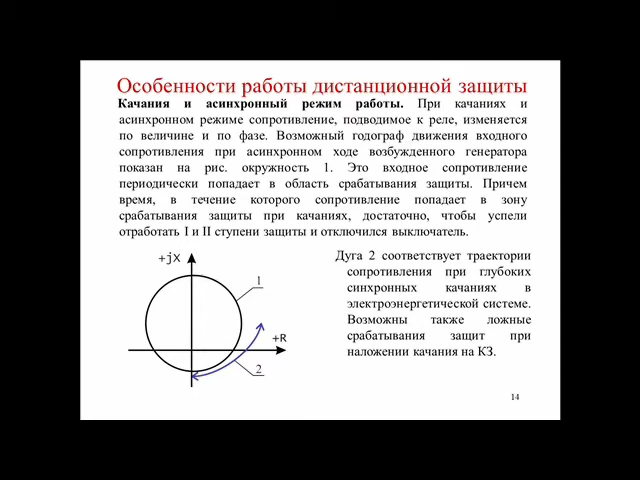 Особенности работы дистанционной защиты
Качания и асинхронный режим работы. При качаниях и
асинхронном режиме сопротивление, подводимое к реле, изменяется
по величине и по фазе. Возможный годограф движения входного
сопротивления при асинхронном ходе возбужденного генератора
показан на рис. окружность 1. Это входное сопротивление
периодически попадает в область срабатывания защиты. Причем
время, в течение которого сопротивление попадает в зону
срабатывания защиты при качаниях, достаточно, чтобы успели
отработать I и II ступени защиты и отключился выключатель.
Дуга 2 соответствует траектории
сопротивления при глубоких
синхронных качаниях в
электроэнергетической системе.
Возможны также ложные
срабатывания защит при
наложении качания на КЗ.
+jX
1
+R
2
14